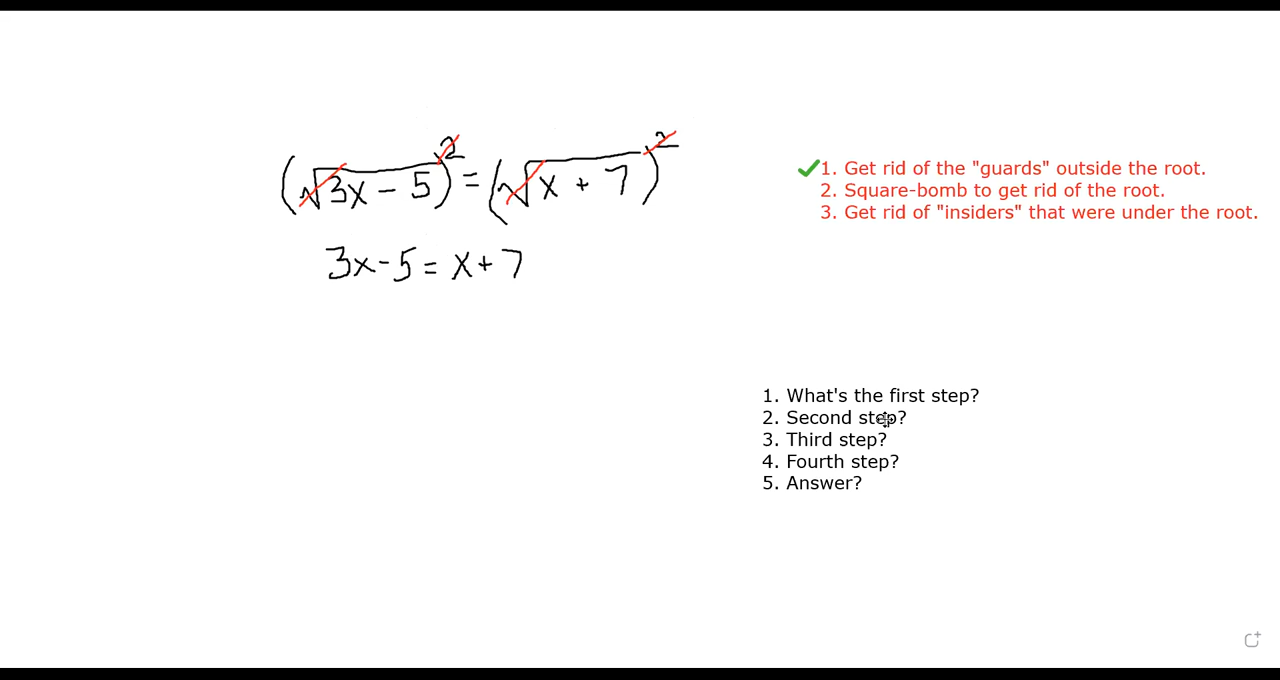 (√3x - 5)² = (√x + 7)²
3x - 5 = x + 7
✓ 1. Get rid of the "guards" outside the root.
2. Square-bomb to get rid of the root.
3. Get rid of "insiders" that were under the root.
1. What's the first step?
2. Second step?
3. Third step?
4. Fourth step?
5. Answer?